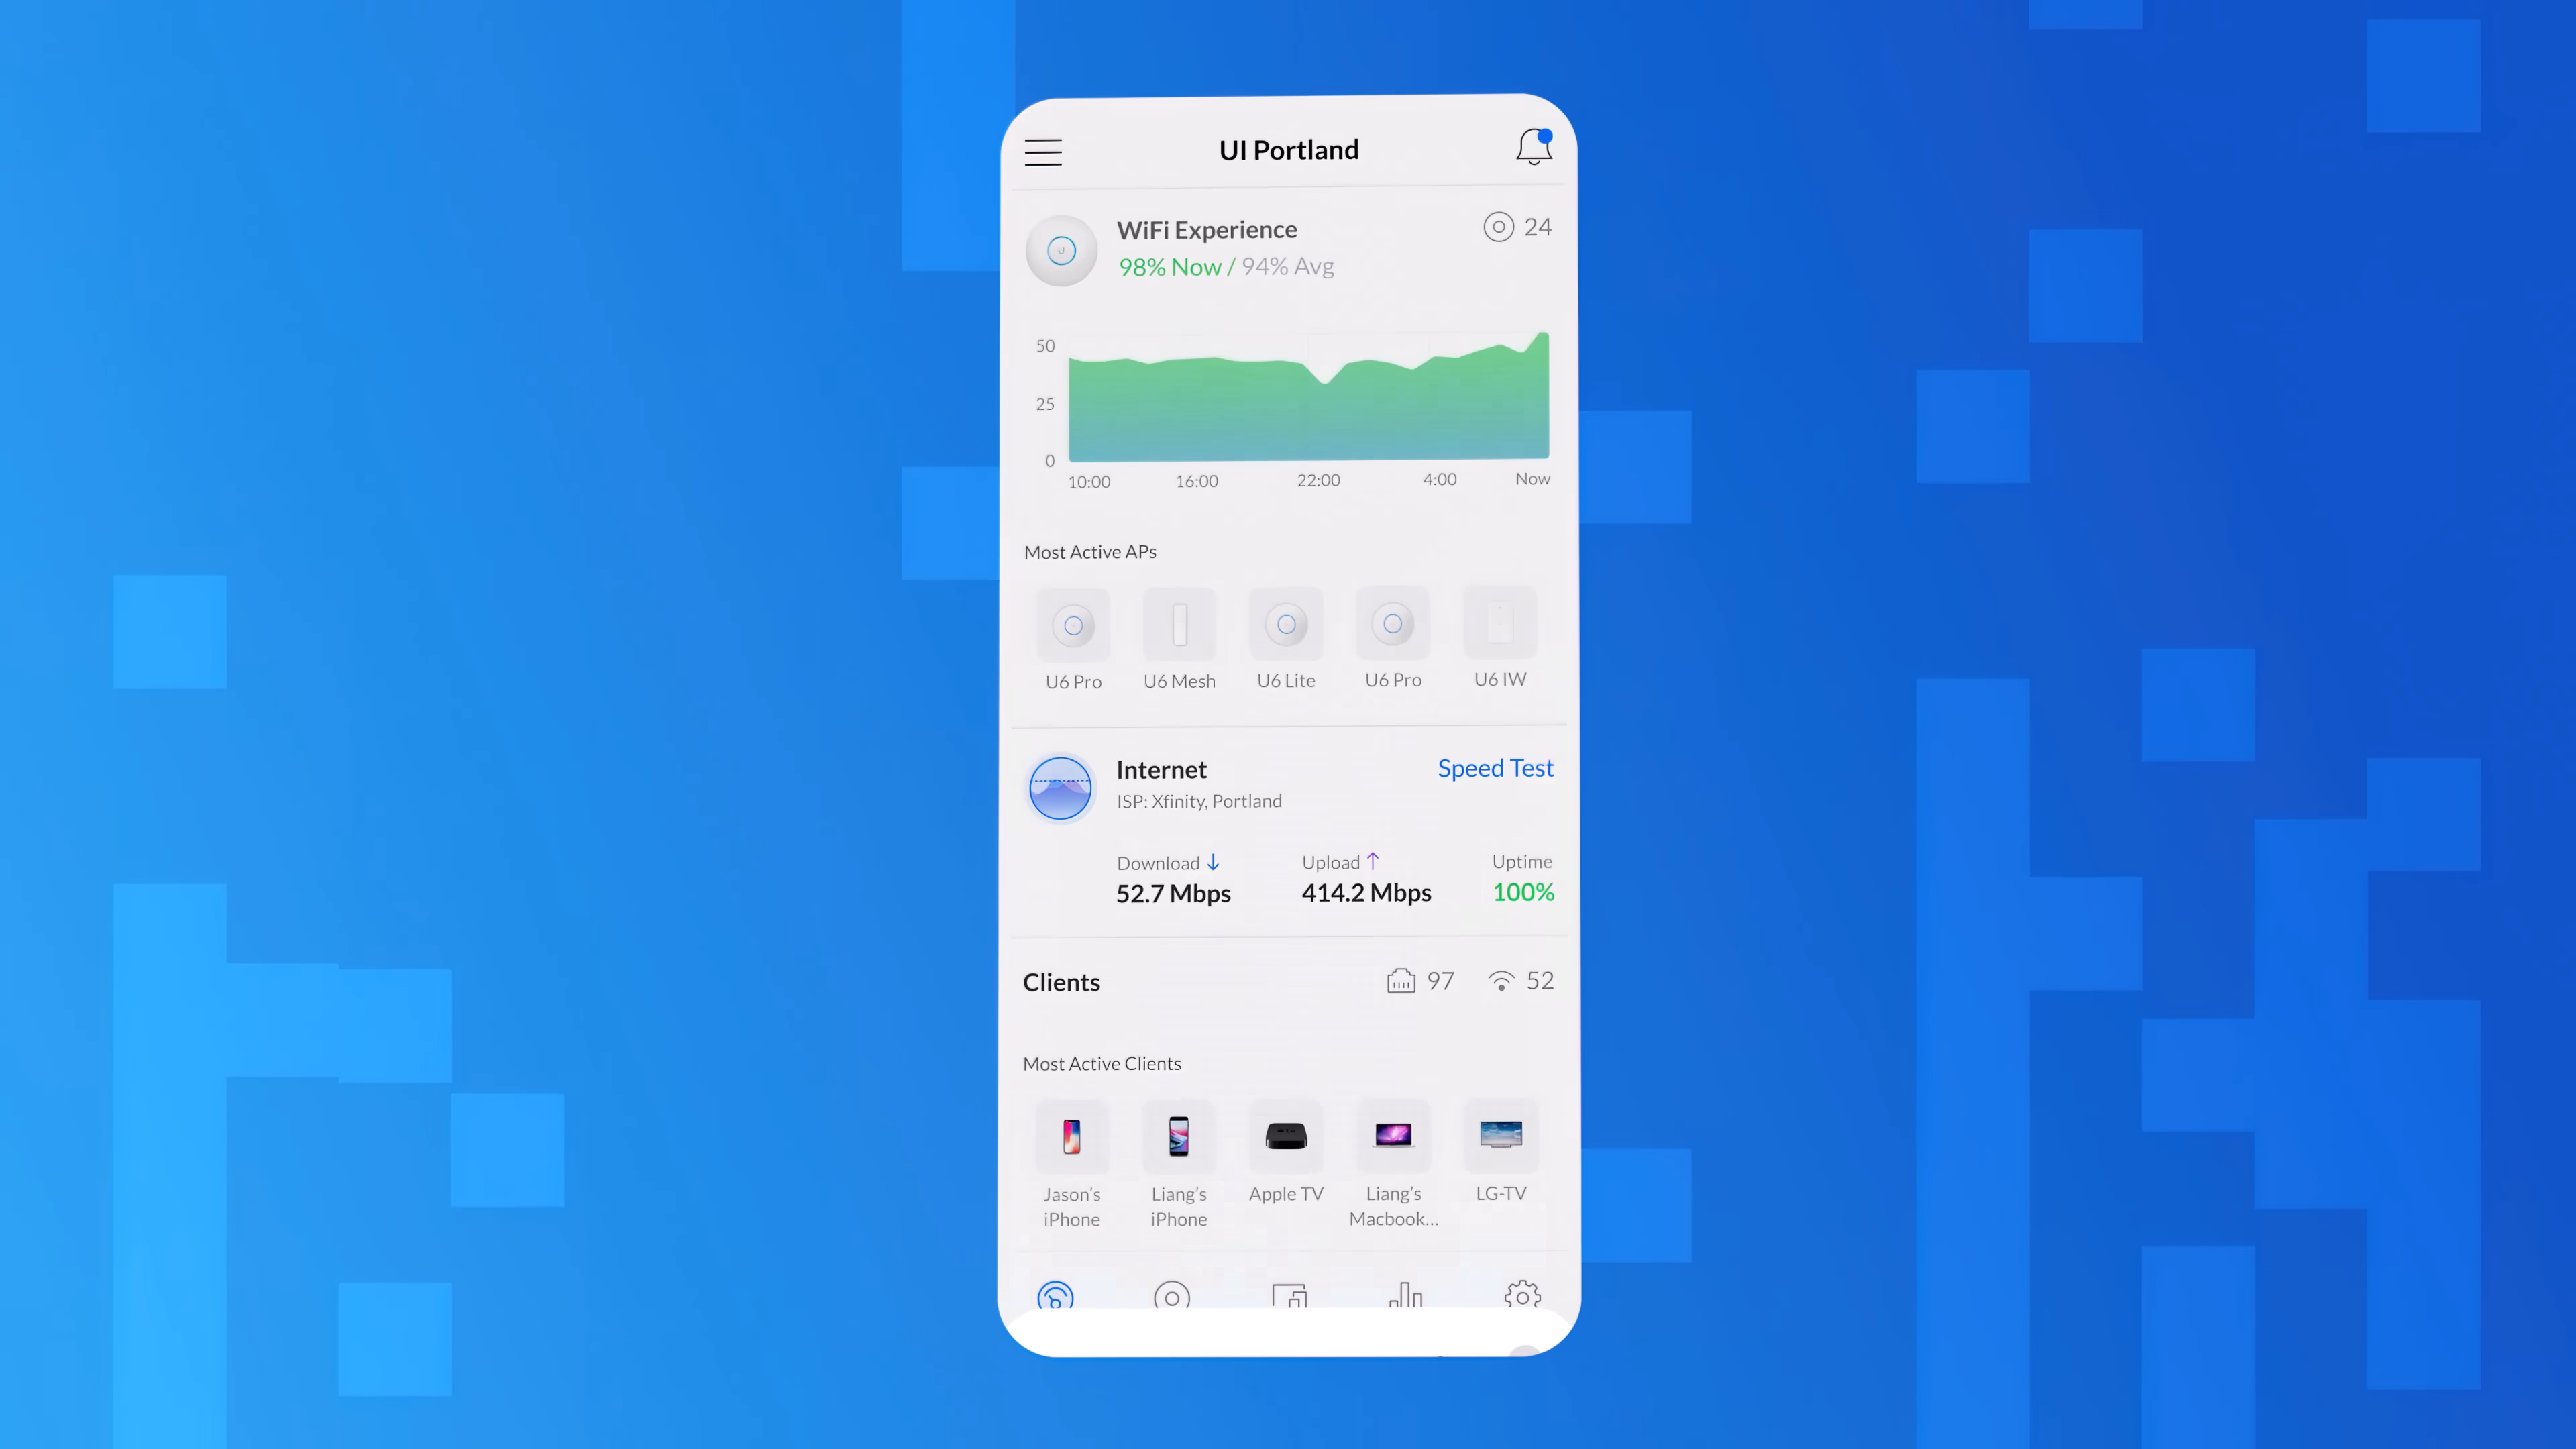 UI Portland
WiFi Experience
24
98% Now / 94% Avg
50
25
0
10:00 16:00 22:00 4:00 Now
Most Active APs
U6 Pro U6 Mesh U6 Lite U6 Pro U6 IW
Internet
Speed Test
ISP: Xfinity, Portland
Download ↓ Upload ↑ Uptime
52.7 Mbps 414.2 Mbps 100%
Clients 97 52
Most Active Clients
Jason's iPhone
Liang's iPhone
Apple TV
Liang's Macbook...
LG-TV